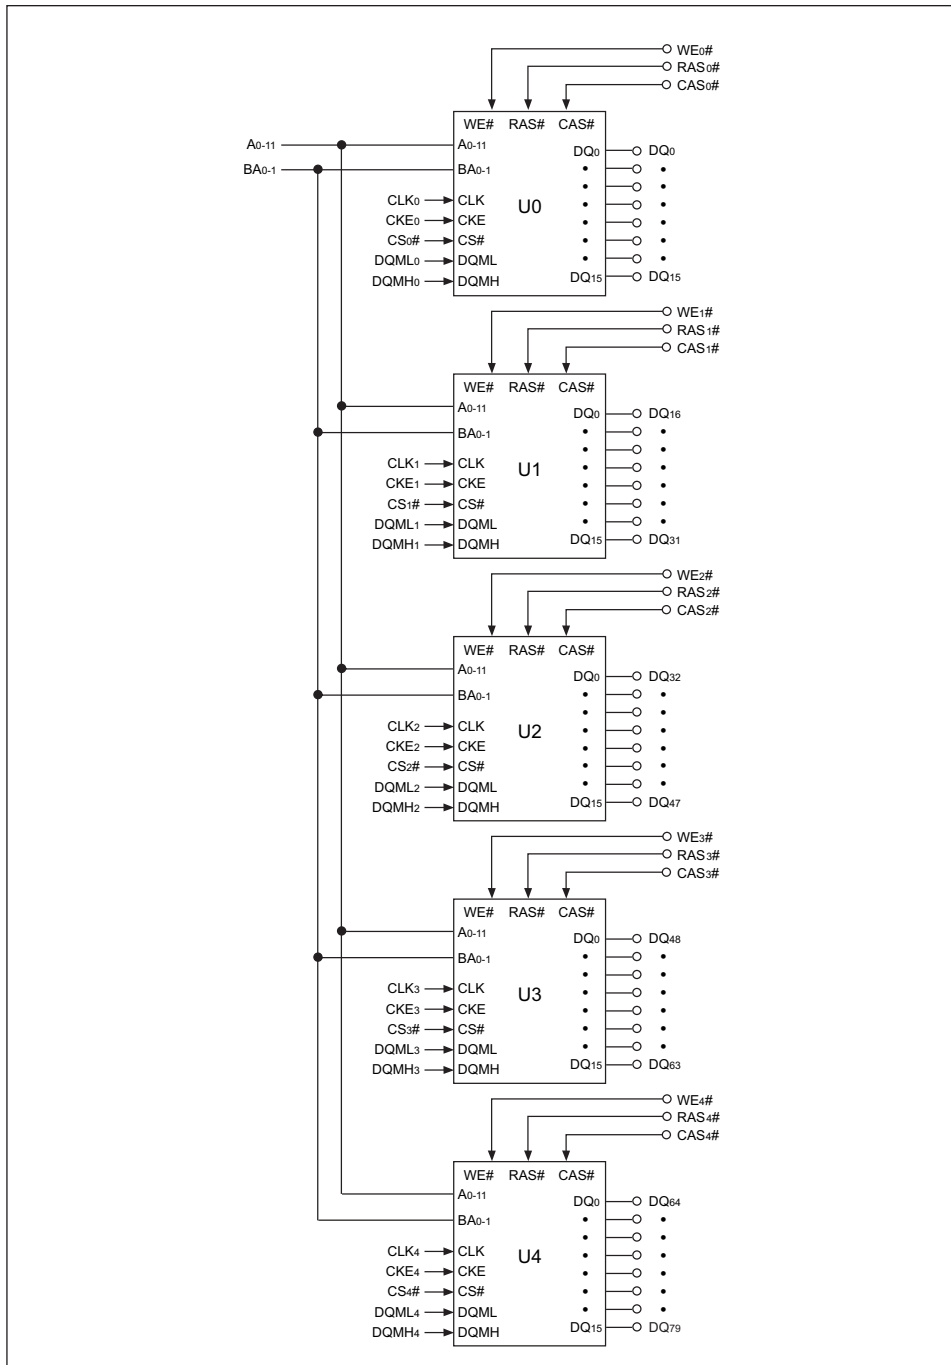 WE0#
RAS0#
CAS0#
WE# RAS# CAS#
A0-11 A0-11 DQ0 DQ0
BA0-1 BA0-1
CLK0 CLK
U0
CKE0 CKE
CS0# CS#
DQML0 DQML
DQMH0 DQMH DQ15 DQ15
WE1#
RAS1#
CAS1#
WE# RAS# CAS#
A0-11 DQ0 DQ16
BA0-1
CLK1 CLK
U1
CKE1 CKE
CS1# CS#
DQML1 DQML
DQMH1 DQMH DQ15 DQ31
WE2#
RAS2#
CAS2#
WE# RAS# CAS#
A0-11 DQ0 DQ32
BA0-1
CLK2 CLK
U2
CKE2 CKE
CS2# CS#
DQML2 DQML
DQMH2 DQMH DQ15 DQ47
WE3#
RAS3#
CAS3#
WE# RAS# CAS#
A0-11 DQ0 DQ48
BA0-1
CLK3 CLK
U3
CKE3 CKE
CS3# CS#
DQML3 DQML
DQMH3 DQMH DQ15 DQ63
WE4#
RAS4#
CAS4#
WE# RAS# CAS#
A0-11 DQ0 DQ64
BA0-1
CLK4 CLK
U4
CKE4 CKE
CS4# CS#
DQML4 DQML
DQMH4 DQMH DQ15 DQ79